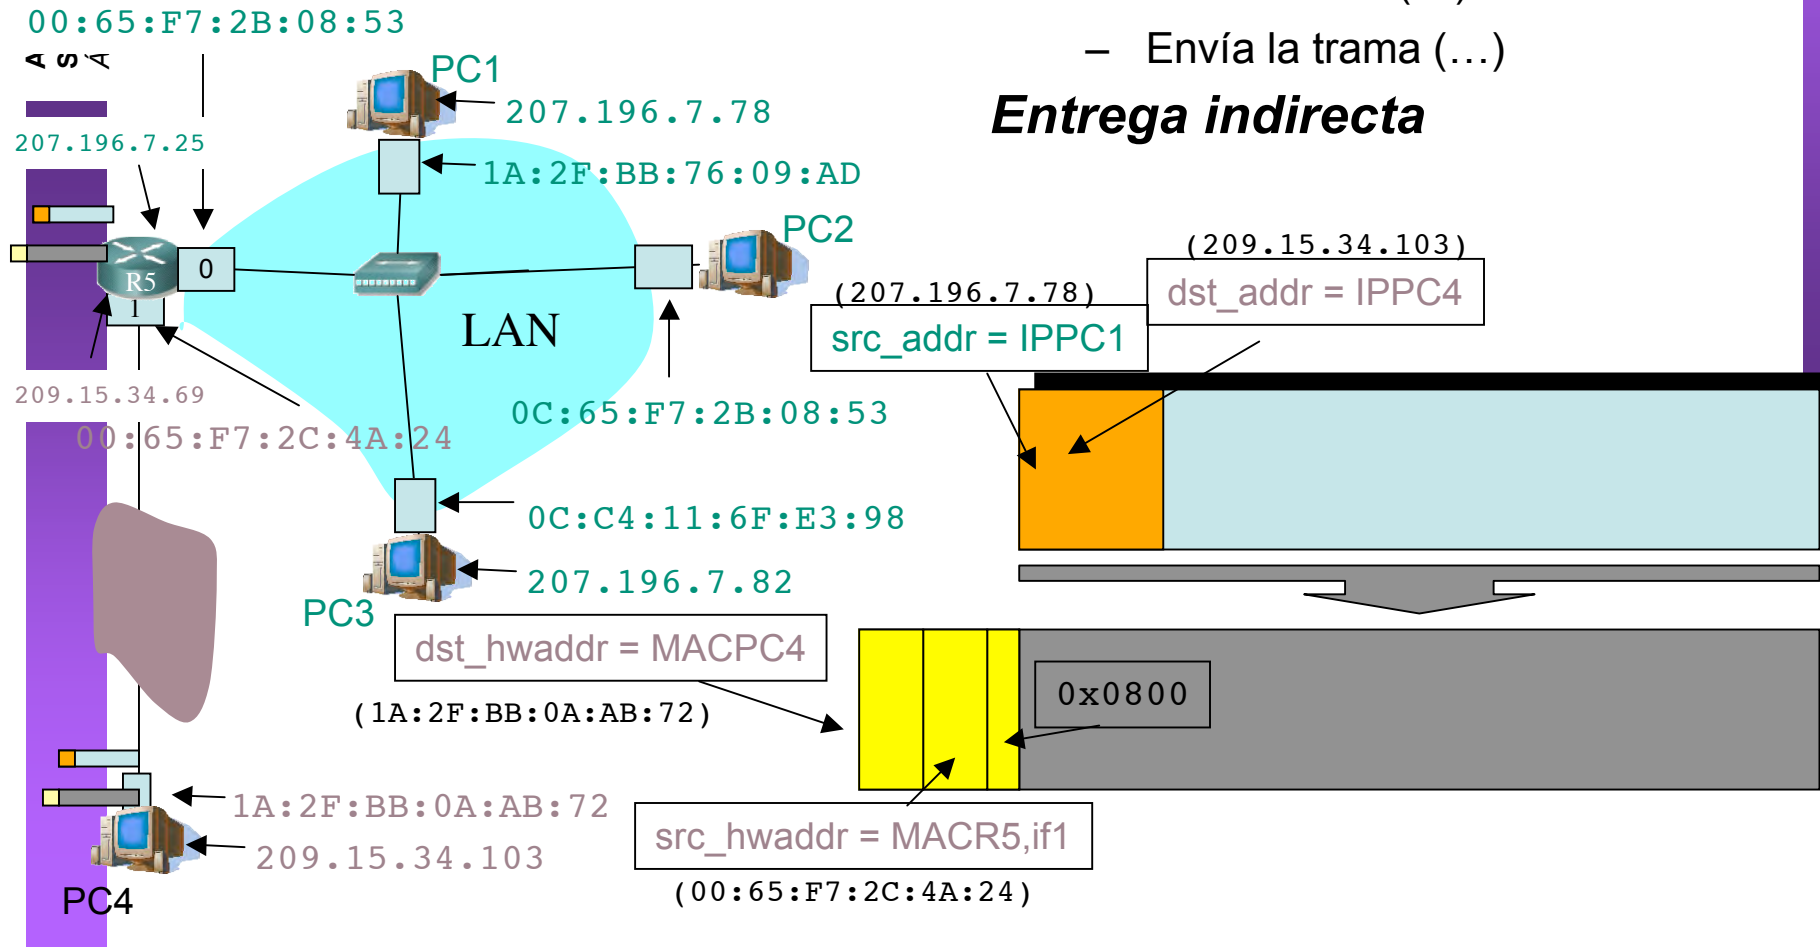 00:65:F7:2B:08:53
– Envía la trama (…)
Entrega indirecta
PC1
207.196.7.78
207.196.7.25
1A:2F:BB:76:09:AD
PC2
(209.15.34.103)
dst_addr = IPPC4
(207.196.7.78)
src_addr = IPPC1
0
R5
1
LAN
209.15.34.69
0C:65:F7:2B:08:53
00:65:F7:2C:4A:24
0C:C4:11:6F:E3:98
207.196.7.82
PC3
dst_hwaddr = MACPC4
(1A:2F:BB:0A:AB:72)
0x0800
1A:2F:BB:0A:AB:72
209.15.34.103
src_hwaddr = MACR5,if1
(00:65:F7:2C:4A:24)
PC4